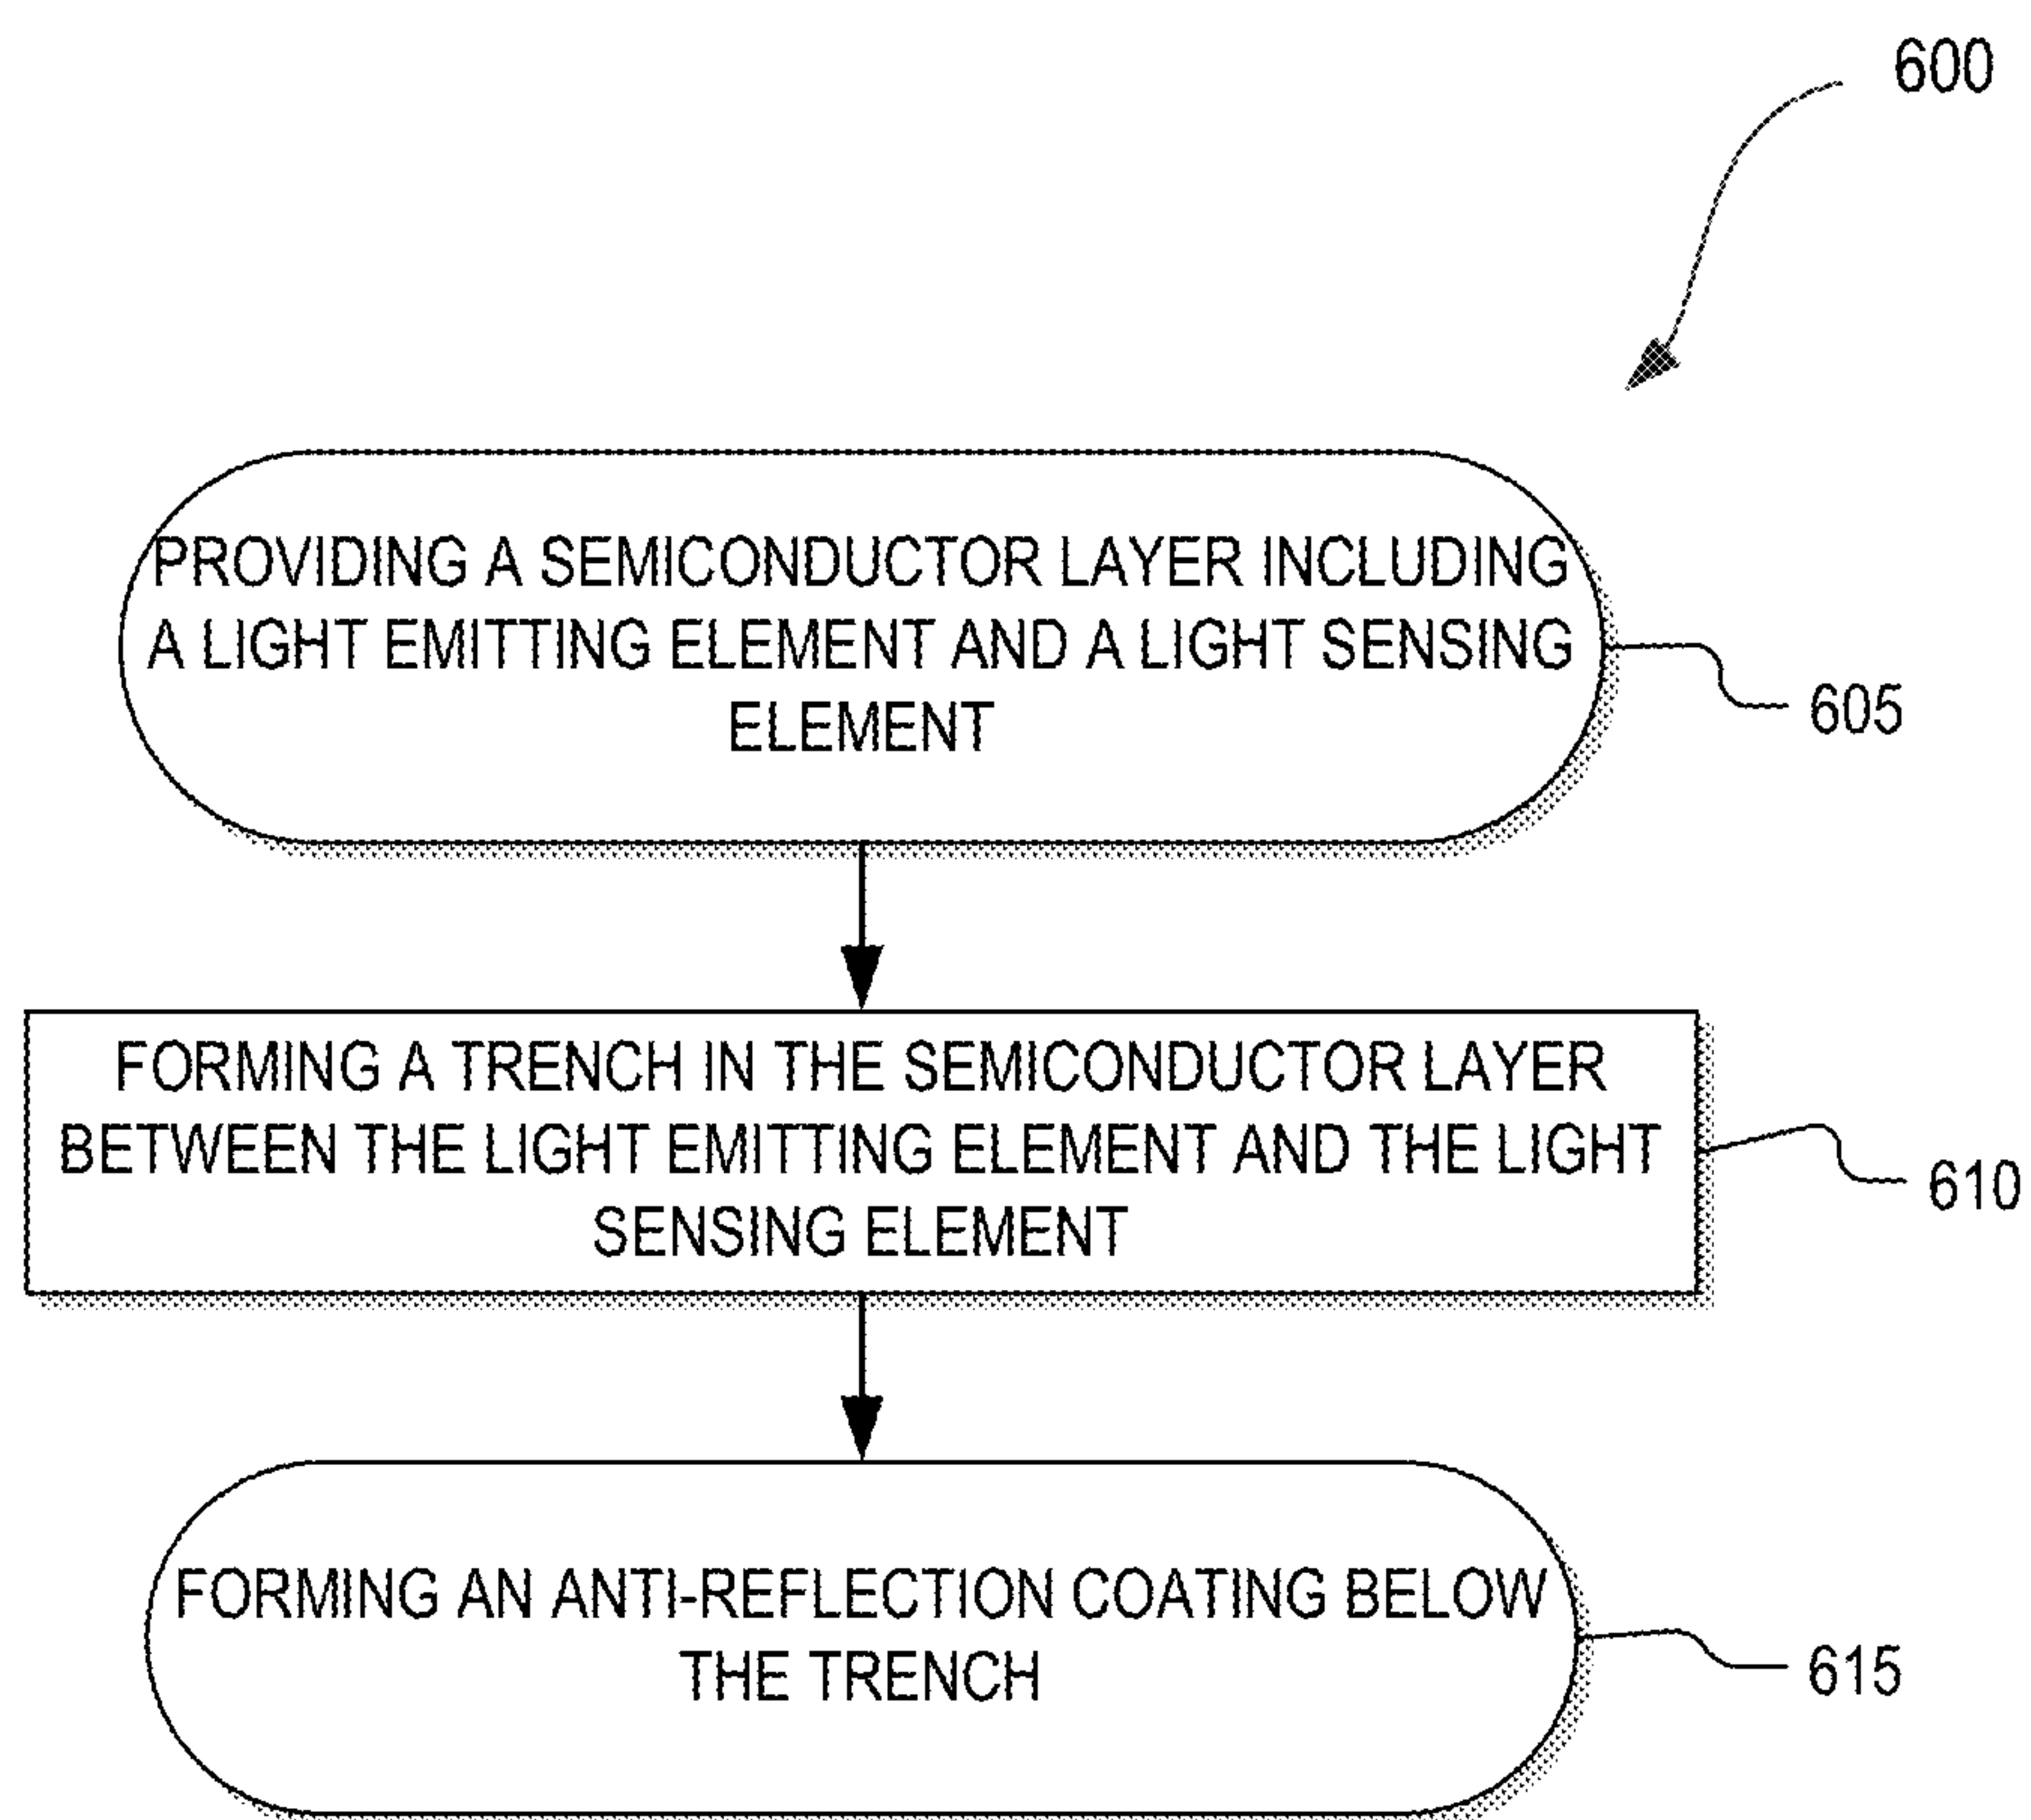 600
PROVIDING A SEMICONDUCTOR LAYER INCLUDING
A LIGHT EMITTING ELEMENT AND A LIGHT SENSING
ELEMENT
605
FORMING A TRENCH IN THE SEMICONDUCTOR LAYER
BETWEEN THE LIGHT EMITTING ELEMENT AND THE LIGHT
SENSING ELEMENT
610
FORMING AN ANTI-REFLECTION COATING BELOW
THE TRENCH
615